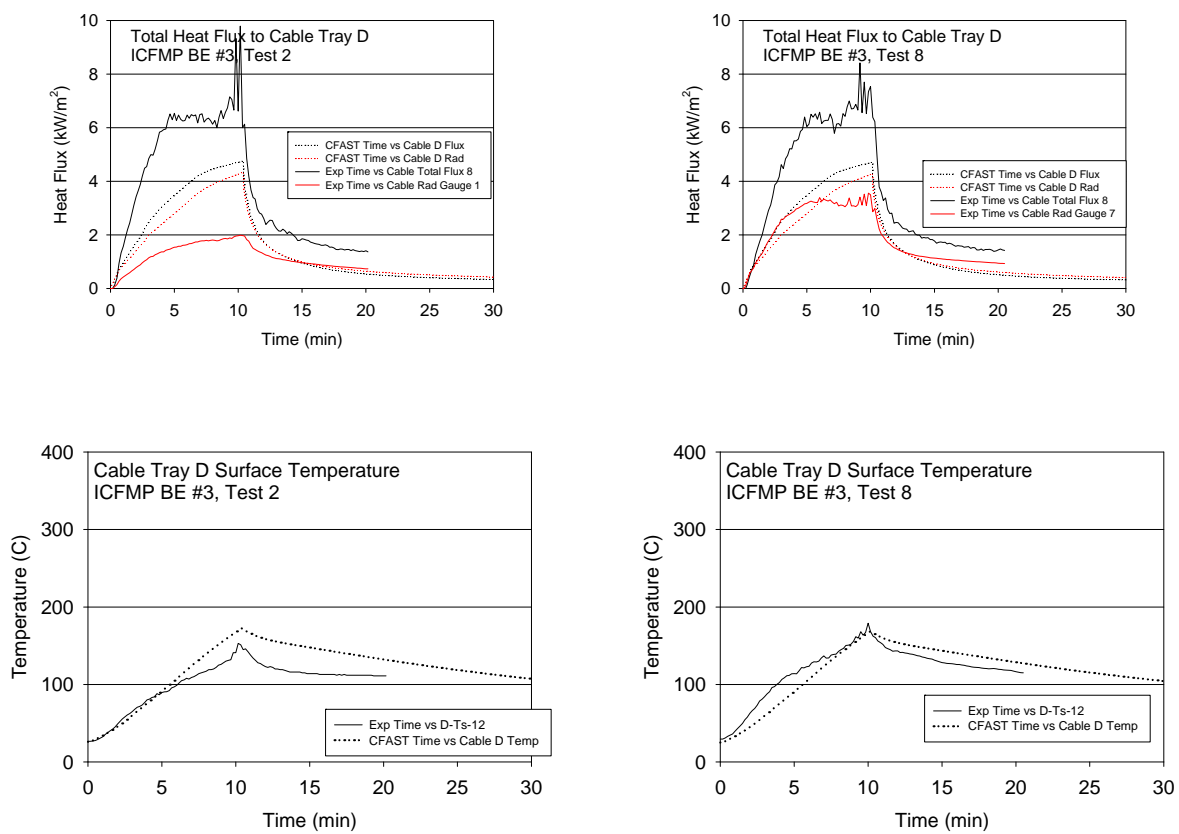 Total Heat Flux to Cable Tray D
ICFMP BE #3, Test 2
Heat Flux (kW/m2)
10
8
6
4
2
0
CFAST Time vs Cable D Flux
CFAST Time vs Cable D Rad
Exp Time vs Cable Total Flux 8
Exp Time vs Cable Rad Gauge 1
0 5 10 15 20 25 30
Time (min)
Total Heat Flux to Cable Tray D
ICFMP BE #3, Test 8
Heat Flux (kW/m2)
10
8
6
4
2
0
CFAST Time vs Cable D Flux
CFAST Time vs Cable D Rad
Exp Time vs Cable Total Flux 8
Exp Time vs Cable Rad Gauge 7
0 5 10 15 20 25 30
Time (min)
Cable Tray D Surface Temperature
ICFMP BE #3, Test 2
Temperature (C)
400
300
200
100
0
Exp Time vs D-Ts-12
CFAST Time vs Cable D Temp
0 5 10 15 20 25 30
Time (min)
Cable Tray D Surface Temperature
ICFMP BE #3, Test 8
Temperature (C)
400
300
200
100
0
Exp Time vs D-Ts-12
CFAST Time vs Cable D Temp
0 5 10 15 20 25 30
Time (min)